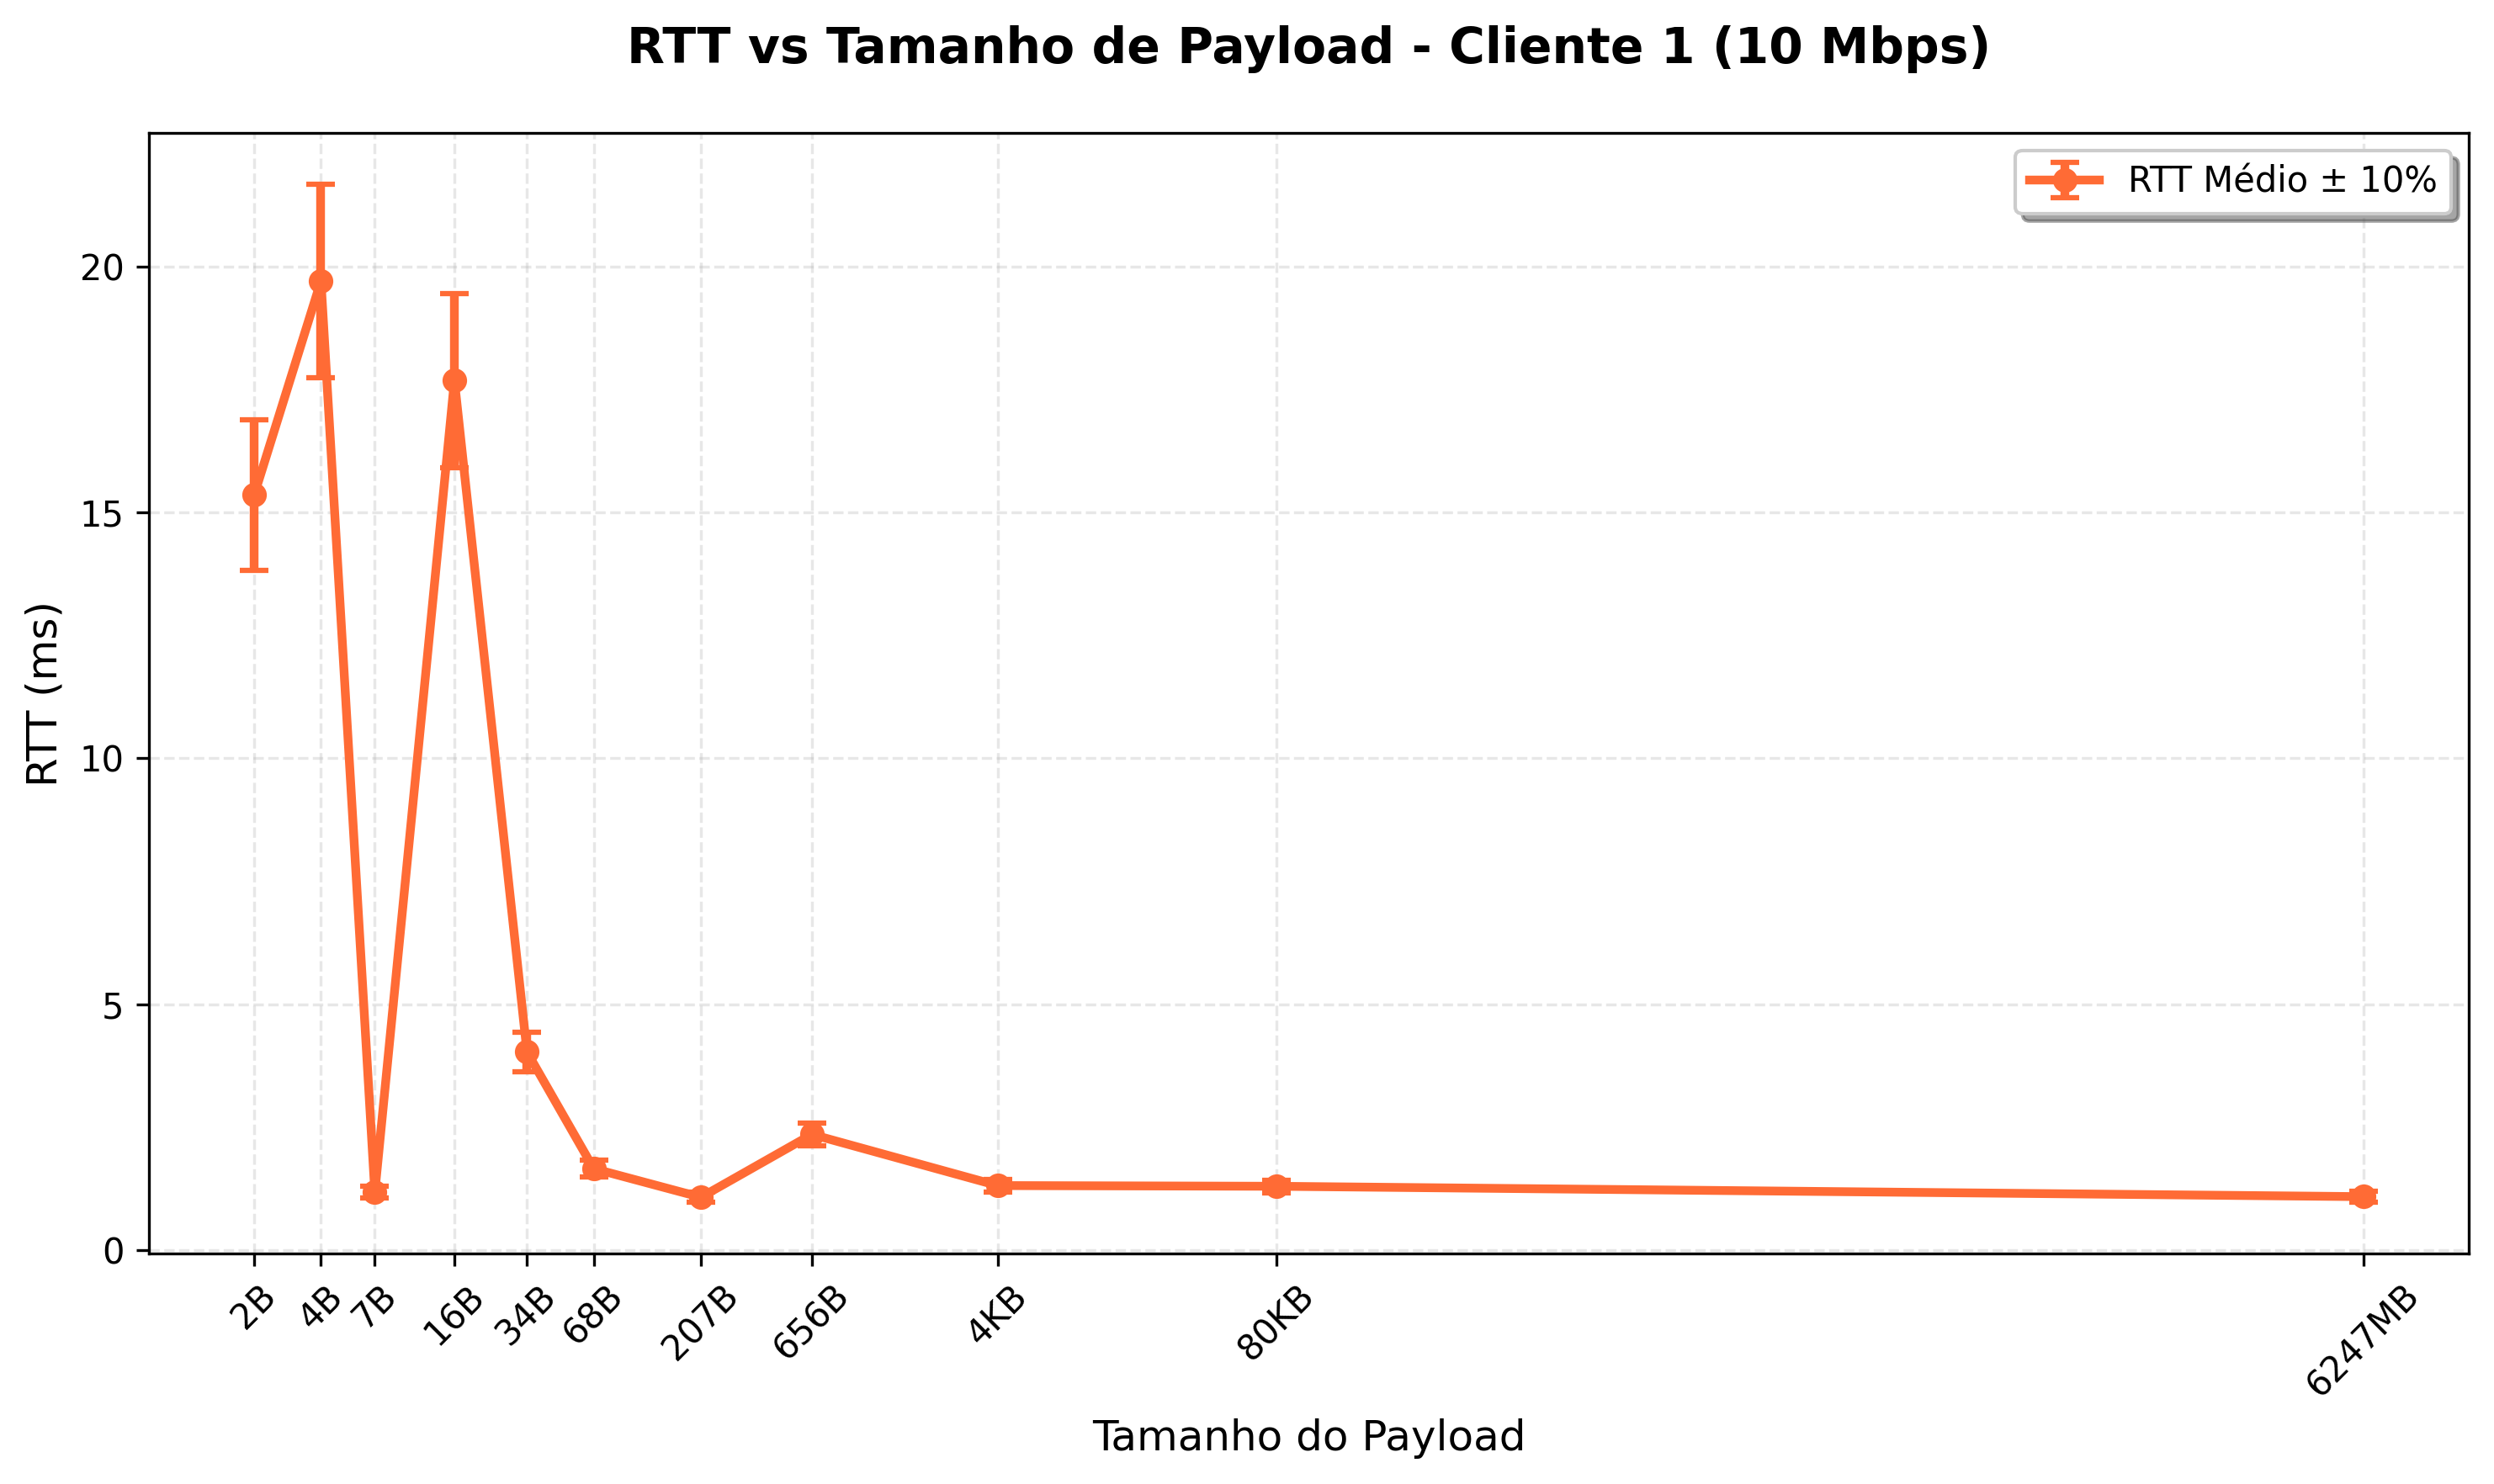 RTT vs Tamanho de Payload - Cliente 1 (10 Mbps)
RTT Médio ± 10%
RTT (ms)
20
15
10
5
0
2B 4B 7B 16B 34B 68B 207B 656B 4KB 80KB 6247MB
Tamanho do Payload